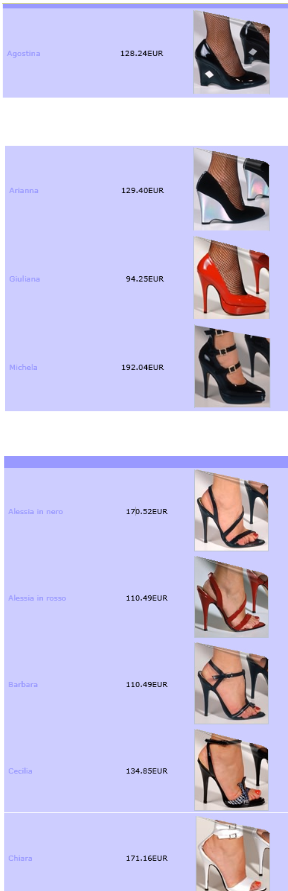 Agostina 128.24EUR
Arianna 129.40EUR
Giuliana 94.25EUR
Michela 192.04EUR
Alessia in nero 170.52EUR
Alessia in rosso 110.49EUR
Barbara 110.49EUR
Cecilia 134.85EUR
Chiara 171.16EUR